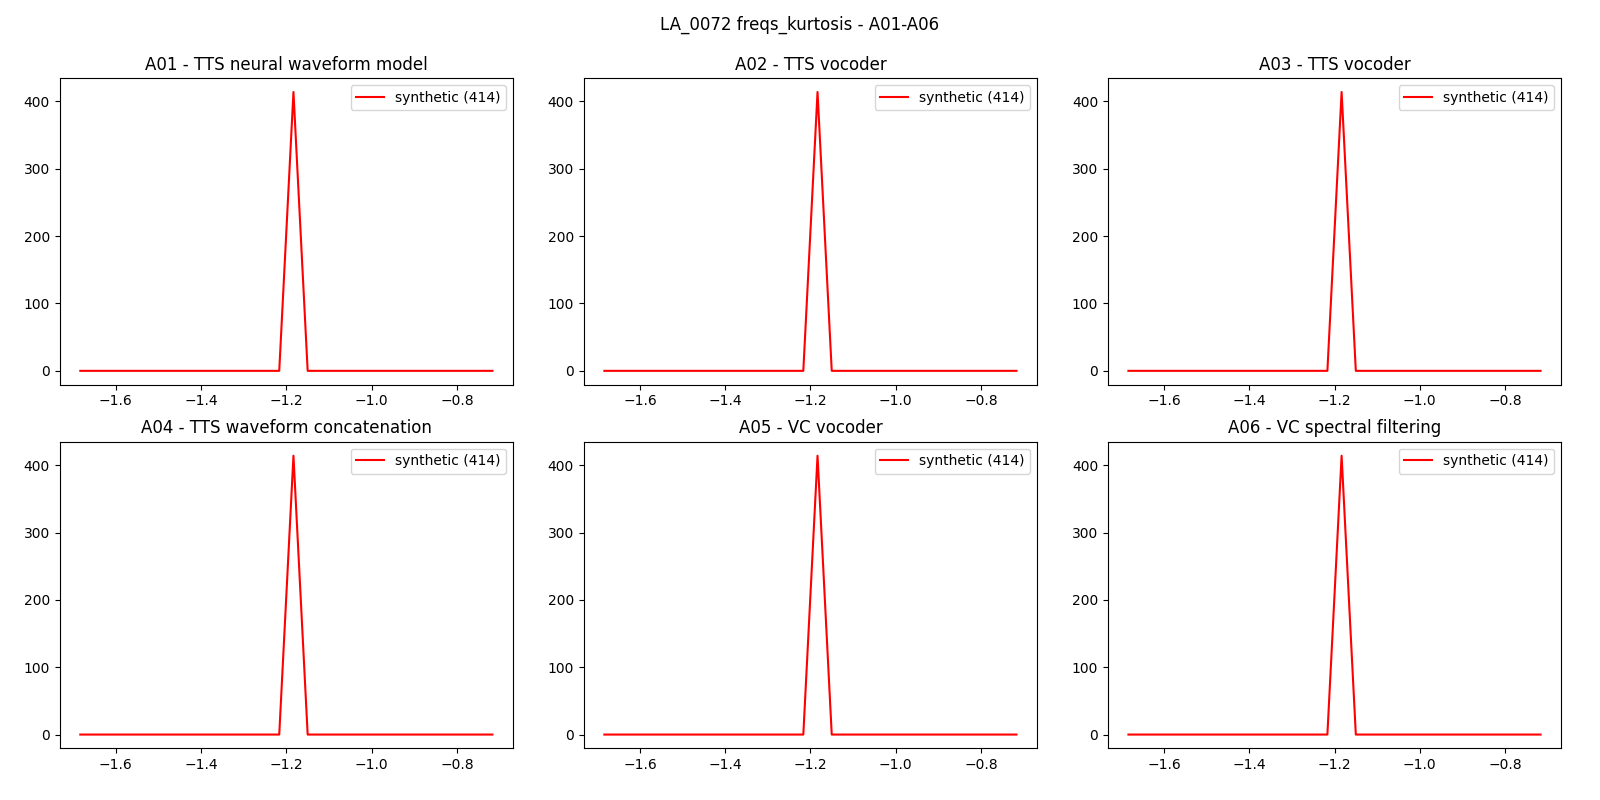 LA_0072 freqs_kurtosis - A01-A06
A01 - TTS neural waveform model
synthetic (414)
400
300
200
100
0
−1.6 −1.4 −1.2 −1.0 −0.8
A02 - TTS vocoder
synthetic (414)
400
300
200
100
0
−1.6 −1.4 −1.2 −1.0 −0.8
A03 - TTS vocoder
synthetic (414)
400
300
200
100
0
−1.6 −1.4 −1.2 −1.0 −0.8
A04 - TTS waveform concatenation
synthetic (414)
400
300
200
100
0
−1.6 −1.4 −1.2 −1.0 −0.8
A05 - VC vocoder
synthetic (414)
400
300
200
100
0
−1.6 −1.4 −1.2 −1.0 −0.8
A06 - VC spectral filtering
synthetic (414)
400
300
200
100
0
−1.6 −1.4 −1.2 −1.0 −0.8